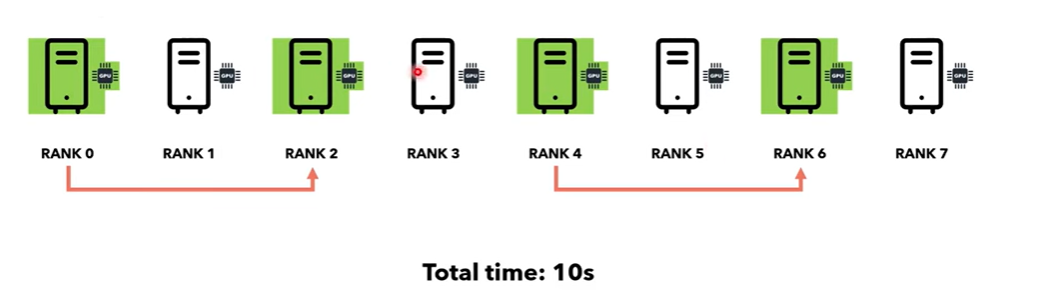 GPU GPU GPU GPU GPU GPU GPU GPU
RANK 0 RANK 1 RANK 2 RANK 3 RANK 4 RANK 5 RANK 6 RANK 7
Total time: 10s